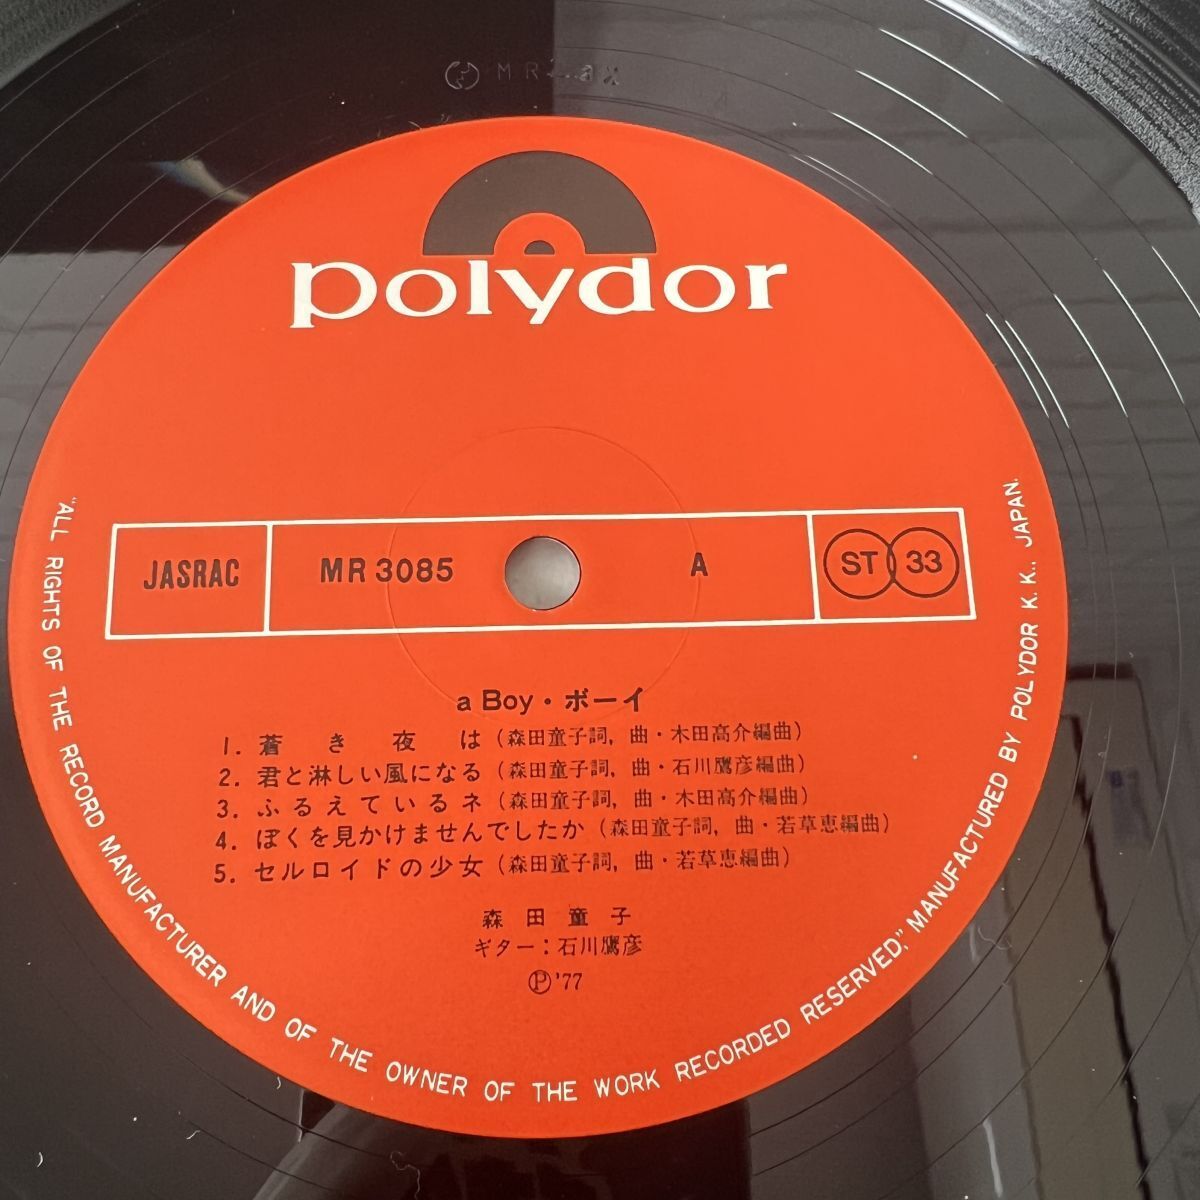 polydor
JASRAC MR 3085 A ST 33
a Boy・ボーイ
1. 蒼き夜は(森田童子詞, 曲・木田高介編曲)
2. 君と淋しい風になる(森田童子詞, 曲・石川鷹彦編曲)
3. ふるえているネ(森田童子詞, 曲・木田高介編曲)
4. ぼくを見かけませんでしたか(森田童子詞, 曲・若草恵編曲)
5. セルロイドの少女(森田童子詞, 曲・若草恵編曲)
森田童子
ギター:石川鷹彦
Ⓟ'77
"ALL RIGHTS OF THE RECORD MANUFACTURER AND OF THE OWNER OF THE WORK RECORDED RESERVED," MANUFACTURED BY POLYDOR K.K., JAPAN.